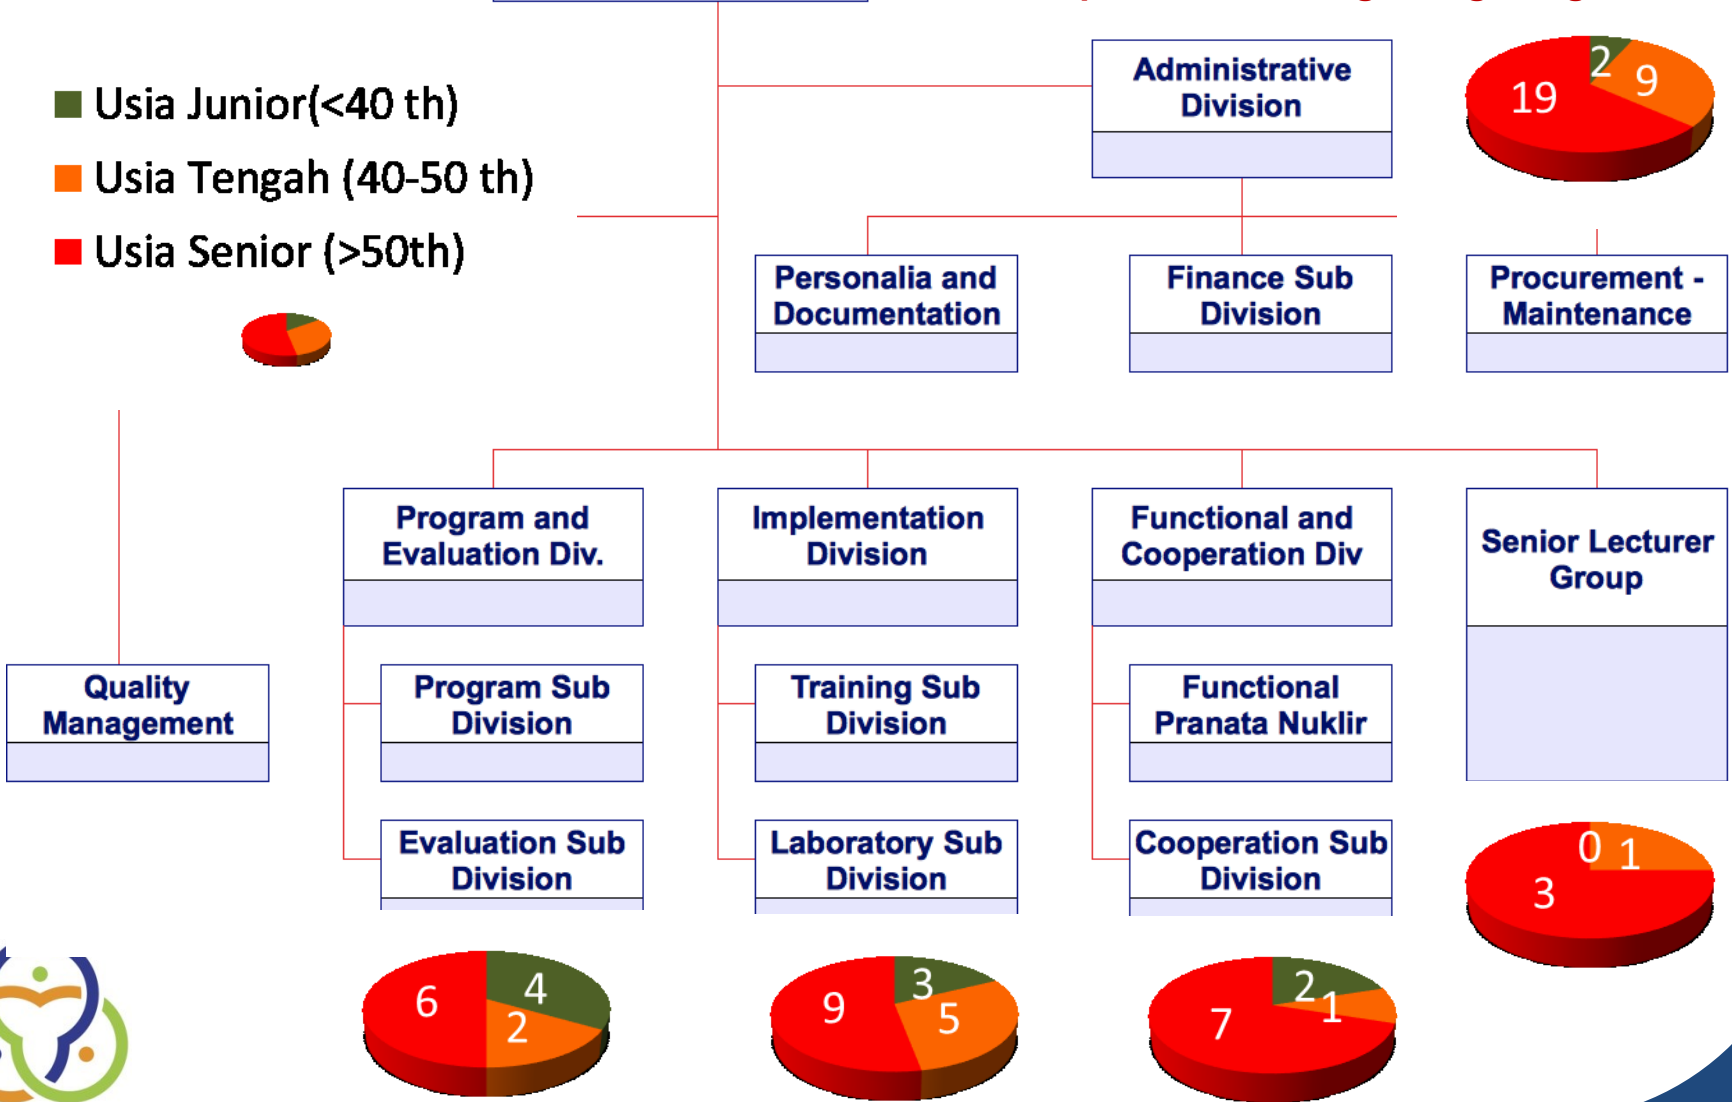 Usia Junior(<40 th)
Usia Tengah (40-50 th)
Usia Senior (>50th)
Administrative
Division
2
9
19
Personalia and
Documentation
Finance Sub
Division
Procurement -
Maintenance
Program and
Evaluation Div.
Implementation
Division
Functional and
Cooperation Div
Senior Lecturer
Group
Quality
Management
Program Sub
Division
Training Sub
Division
Functional
Pranata Nuklir
Evaluation Sub
Division
Laboratory Sub
Division
Cooperation Sub
Division
0
1
3
6
4
2
9
3
5
7
2
1